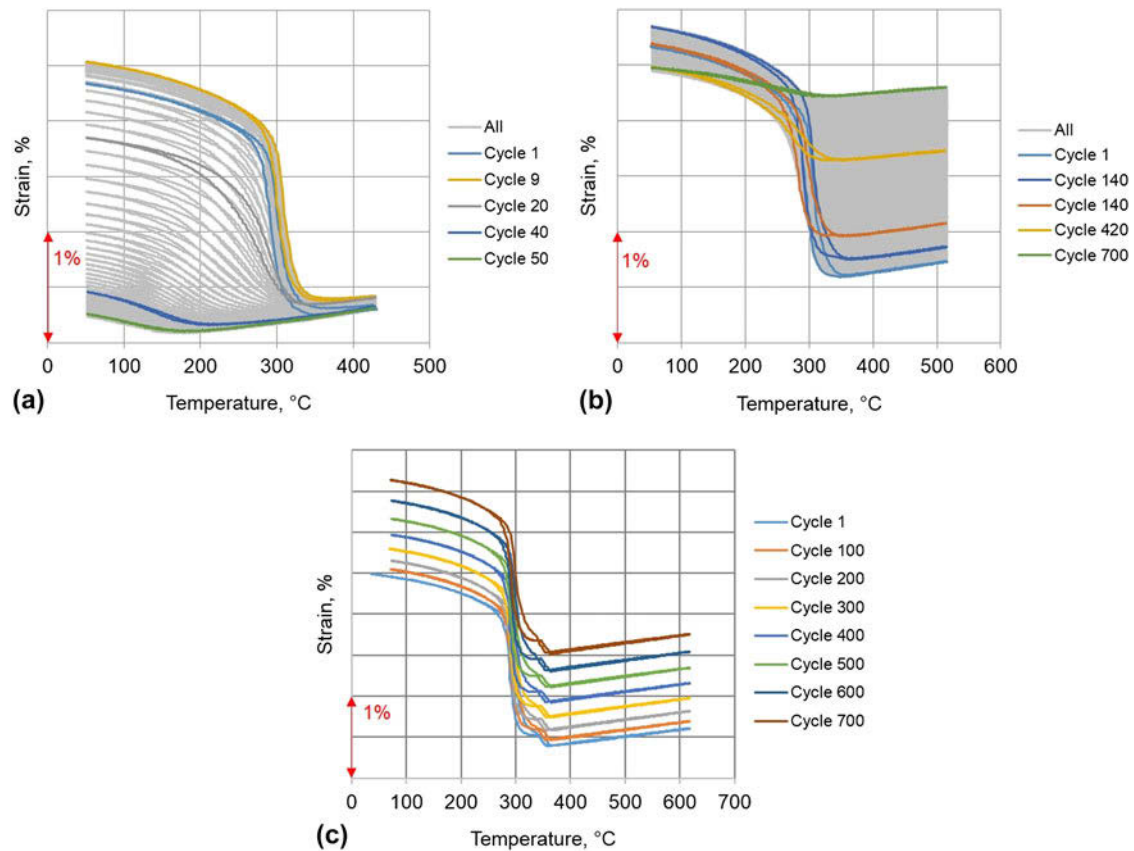 Strain, %
1%
0 100 200 300 400 500
Temperature, °C
(a)
All
Cycle 1
Cycle 9
Cycle 20
Cycle 40
Cycle 50
Strain, %
1%
0 100 200 300 400 500 600
Temperature, °C
(b)
All
Cycle 1
Cycle 140
Cycle 140
Cycle 420
Cycle 700
Strain, %
1%
0 100 200 300 400 500 600 700
Temperature, °C
(c)
Cycle 1
Cycle 100
Cycle 200
Cycle 300
Cycle 400
Cycle 500
Cycle 600
Cycle 700